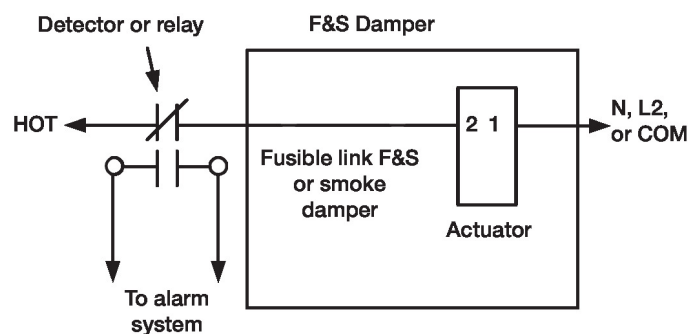 Detector or relay
F&S Damper
HOT
2 1
N, L2,
or COM
Fusible link F&S
or smoke
damper
Actuator
To alarm
system